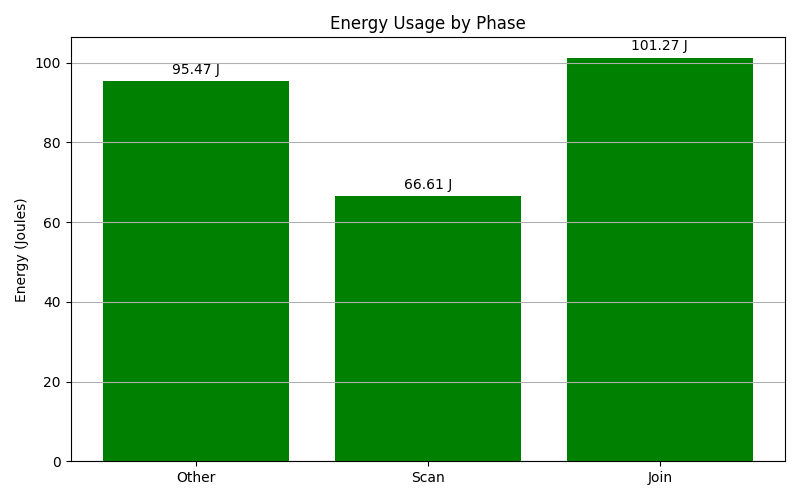 Energy Usage by Phase
101.27 J
95.47 J
66.61 J
100
80
60
40
20
0
Energy (Joules)
Other
Scan
Join